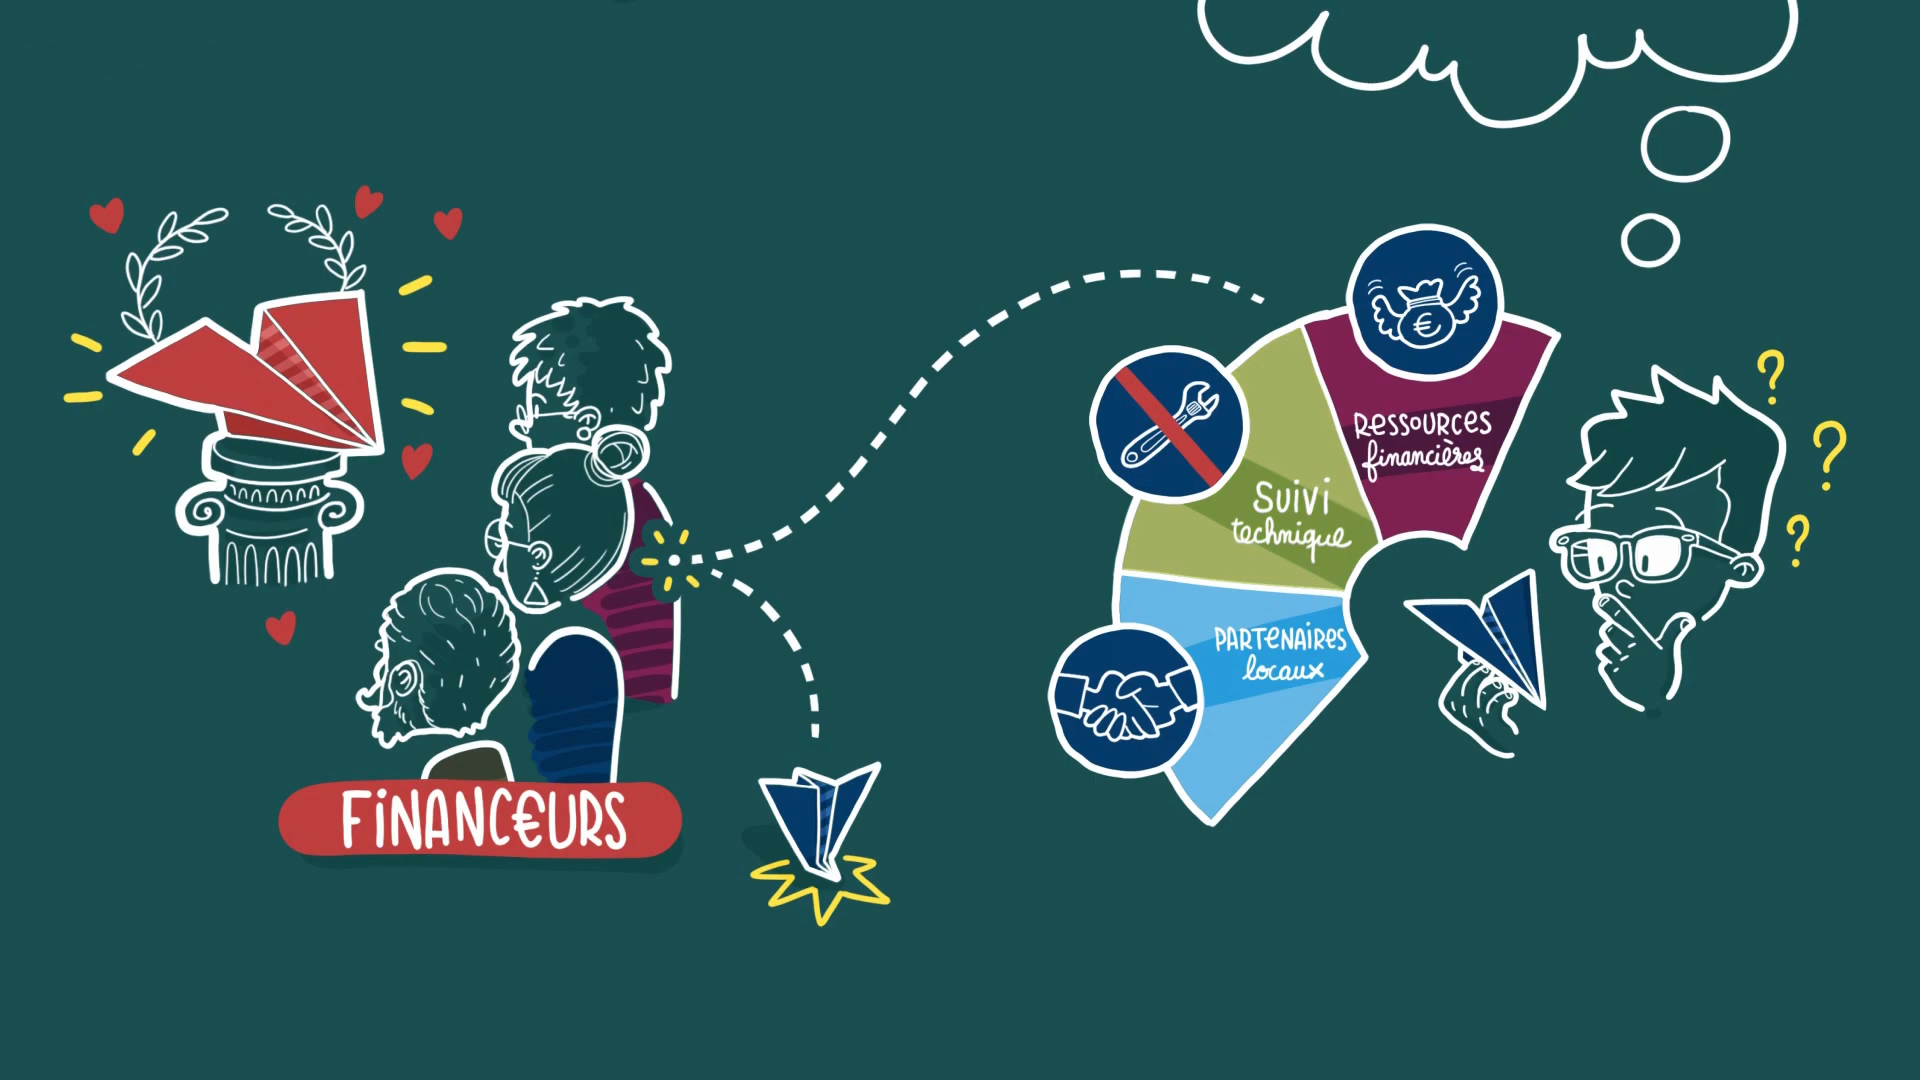 FiNANC€URS
RESSOURCES
financières
Suivi
technique
PARTENAIRES
locaux
€
?
?
?